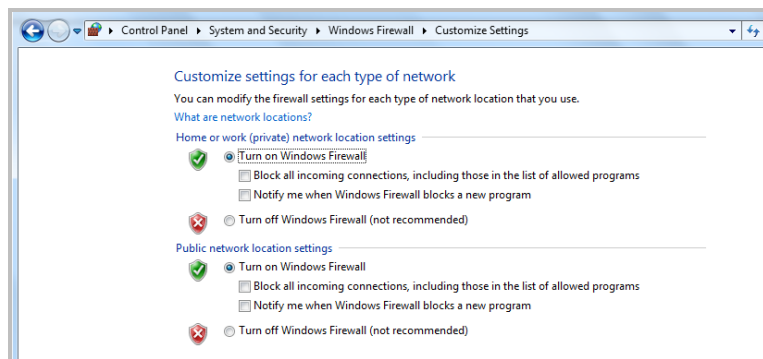 Control Panel System and Security Windows Firewall Customize Settings
Customize settings for each type of network
You can modify the firewall settings for each type of network location that you use.
What are network locations?
Home or work (private) network location settings
Turn on Windows Firewall
Block all incoming connections, including those in the list of allowed programs
Notify me when Windows Firewall blocks a new program
Turn off Windows Firewall (not recommended)
Public network location settings
Turn on Windows Firewall
Block all incoming connections, including those in the list of allowed programs
Notify me when Windows Firewall blocks a new program
Turn off Windows Firewall (not recommended)